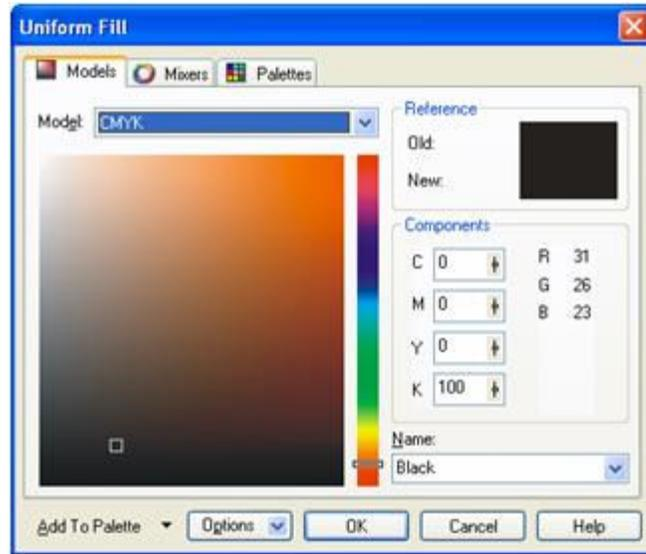 Uniform Fill
Models Mixers Palettes
Model: CMYK
Reference
Old:
New:
Components
C 0 R 31
G 26
M 0 B 23
Y 0
K 100
Name:
Black
Add To Palette Options OK Cancel Help